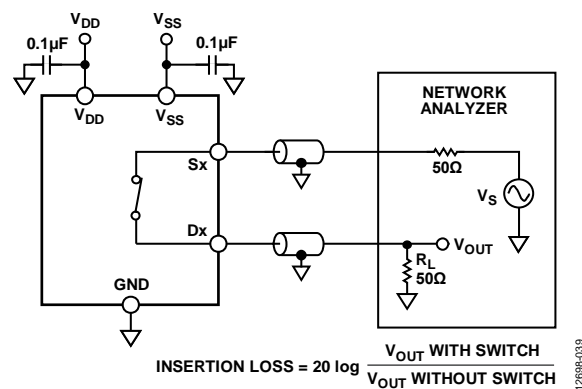 VDD VSS
0.1µF 0.1µF
VDD VSS
NETWORK
ANALYZER
Sx
50Ω
VS
Dx
VOUT
RL
50Ω
GND
INSERTION LOSS = 20 log VOUT WITH SWITCH
VOUT WITHOUT SWITCH
12698-039